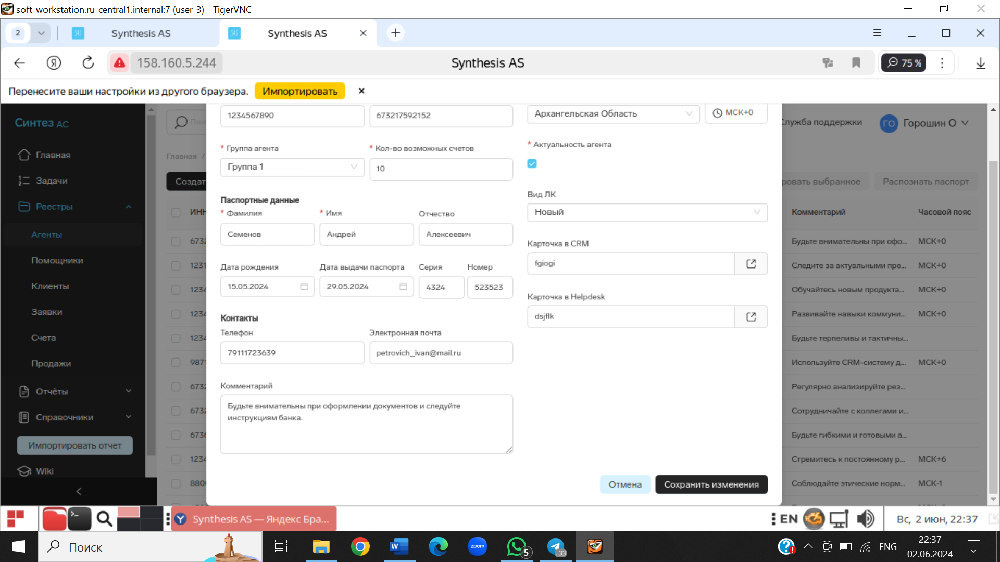 soft-workstation.ru-central1.internal:7 (user-3) - TigerVNC
2
Synthesis AS
Synthesis AS
158.160.5.244
Synthesis AS
75 %
Перенесите ваши настройки из другого браузера.
Импортировать
Синтез АС
Главная
Задачи
Реестры
Агенты
Помощники
Клиенты
Заявки
Счета
Продажи
Отчёты
Справочники
Импортировать отчет
Wiki
Главная /
Создат
ИНН
6732
1231
1234
1234
1234
9871
6732
6732
6736
1234
8800
1234567890
673217592152
Архангельская Область
МСК+0
* Группа агента
* Кол-во возможных счетов
* Актуальность агента
Группа 1
10
Паспортные данные
* Фамилия
* Имя
Отчество
Семенов
Андрей
Алексеевич
Дата рождения
Дата выдачи паспорта
Серия
Номер
15.05.2024
29.05.2024
4324
523523
Контакты
Телефон
Электронная почта
79111723639
petrovich_ivan@mail.ru
Комментарий
Будьте внимательны при оформлении документов и следуйте
инструкциям банка.
Вид ЛК
Новый
Карточка в CRM
fgiogi
Карточка в Helpdesk
dsjflk
Отмена
Сохранить изменения
Служба поддержки
ГО
Горошин О
ровать выбранное
Распознать паспорт
Комментарий
Часовой пояс
Будьте внимательны при офо...
МСК+0
Следите за актуальными пре...
МСК+0
Обучайтесь новым продукта...
МСК+0
Развивайте навыки коммуни...
МСК+0
Будьте терпеливы и тактичны...
Используйте CRM-систему д...
МСК+0
Регулярно анализируйте рез...
Сотрудничайте с коллегами и...
Будьте гибкими и готовыми а...
Стремитесь к постоянному р...
МСК+6
Соблюдайте этические норм...
МСК-1
Synthesis AS — Яндекс Бра...
EN
Вс, 2 июн, 22:37
Поиск
W
zoom
5
..33
ENG
22:37
02.06.2024